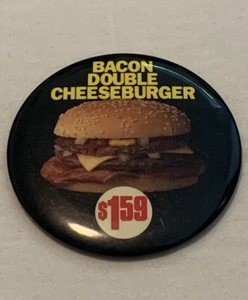 BACON
DOUBLE
CHEESEBURGER
$1.59